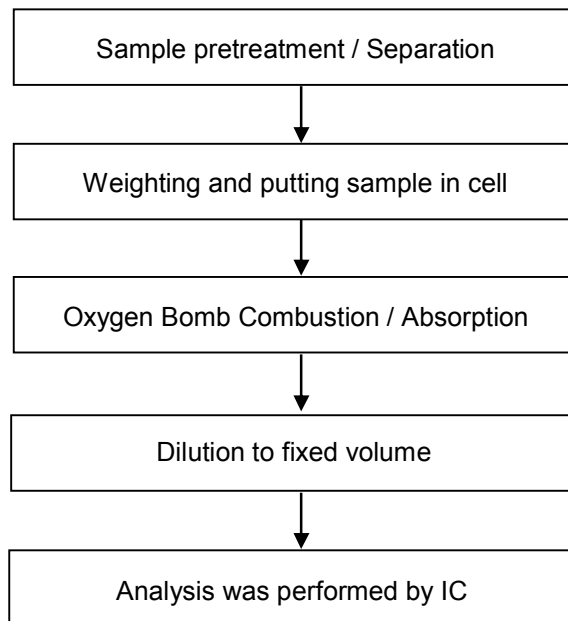 Sample pretreatment / Separation
Weighting and putting sample in cell
Oxygen Bomb Combustion / Absorption
Dilution to fixed volume
Analysis was performed by IC